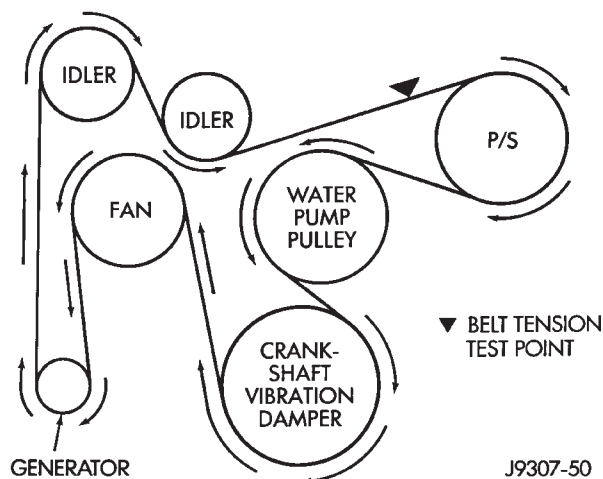 IDLER
IDLER
P/S
FAN
WATER
PUMP
PULLEY
▼ BELT TENSION
TEST POINT
CRANK-
SHAFT
VIBRATION
DAMPER
GENERATOR
J9307-50